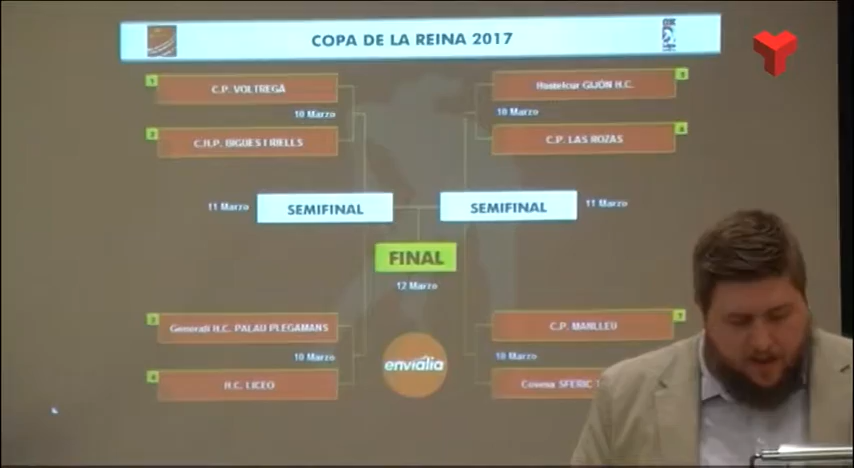 COPA DE LA REINA 2017
1
C.P. VOLTREGÀ
10 Marzo
2
C.H.P. BIGUES I RIELLS
5
Hostelcur GIJÓN H.C.
10 Marzo
6
C.P. LAS ROZAS
11 Marzo
SEMIFINAL
SEMIFINAL
11 Marzo
FINAL
12 Marzo
3
Generali H.C. PALAU PLEGAMANS
10 Marzo
4
H.C. LICEO
envialia
7
C.P. MANLLEU
10 Marzo
SFERIC